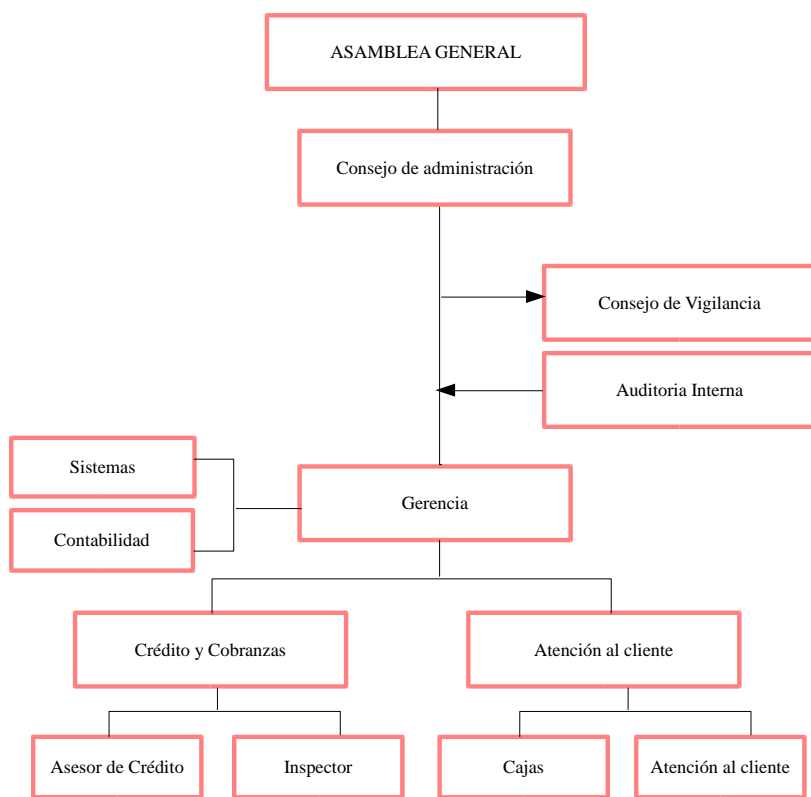 ASAMBLEA GENERAL
Consejo de administración
Consejo de Vigilancia
Auditoria Interna
Sistemas
Gerencia
Contabilidad
Crédito y Cobranzas
Atención al cliente
Asesor de Crédito
Inspector
Cajas
Atención al cliente